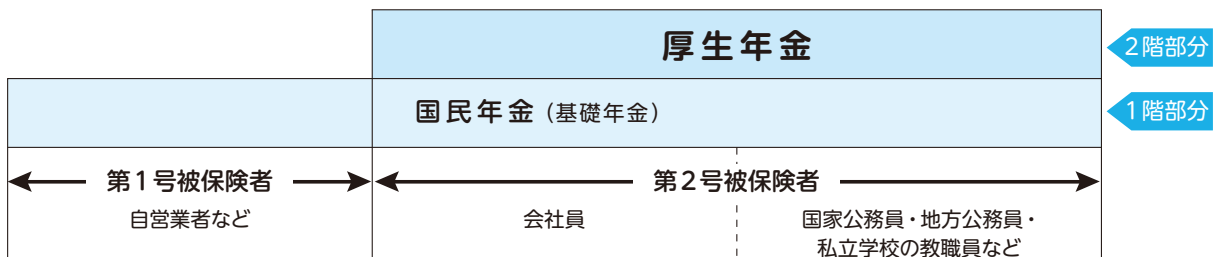 厚生年金
2階部分
国民年金（基礎年金）
1階部分
第1号被保険者
第2号被保険者
自営業者など
会社員
国家公務員・地方公務員・
私立学校の教職員など